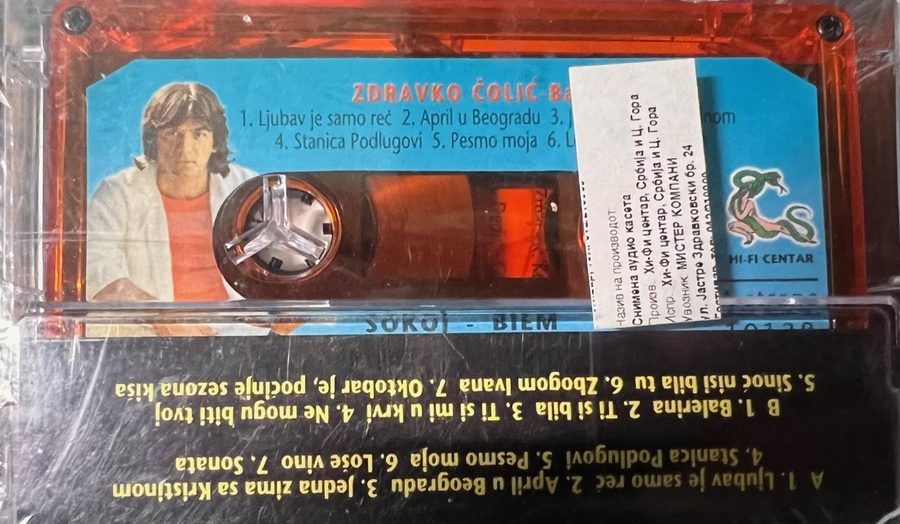 ZDRAVKO ČOLIĆ-Ba
1. Ljubav je samo reč 2. April u Beogradu 3. J nom
4. Stanica Podlugovi 5. Pesmo moja 6. L
Назив на производот:
Снимена аудио касета
Произв. Хи-Фи центар, Србија и Ц. Гора
Испр.: Хи-Фи центар, Србија и Ц. Гора
Увозник: МИСТЕР КОМПАНИ
ул. Јастре Здравковски бр. 24
HI-FI CENTAR
SOKOJ - BIEM
A 1. Ljubav je samo reč 2. April u Beogradu 3. Jedna zima sa Kristinom
4. Stanica Podlugovi 5. Pesmo moja 6. Loše vino 7. Sonata
B 1. Balerina 2. Ti si bila 3. Ti si mi u krvi 4. Ne mogu biti tvoj
5. Sinoć nisi bila tu 6. Zbogom Ivana 7. Oktobar je, počinje sezona kiša